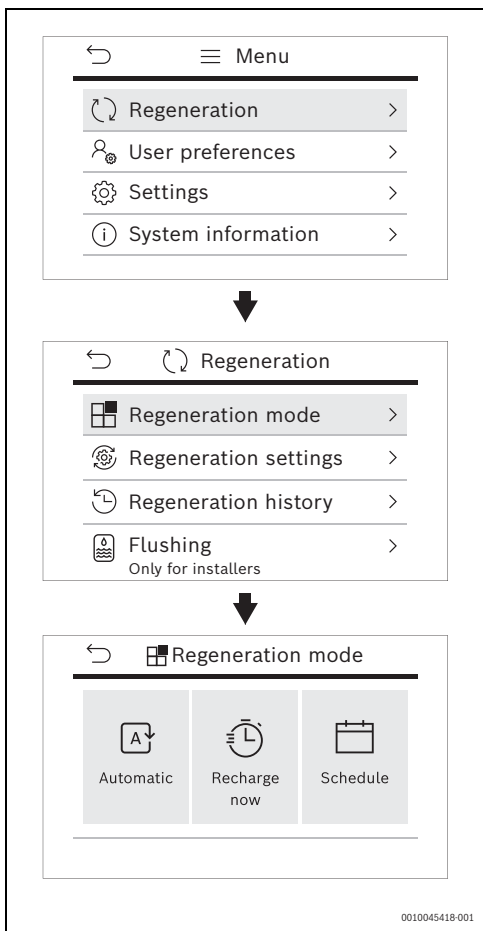 Menu
Regeneration
User preferences
Settings
System information
Regeneration
Regeneration mode
Regeneration settings
Regeneration history
Flushing
Only for installers
Regeneration mode
A
Automatic
Recharge
now
Schedule
0010045418-001